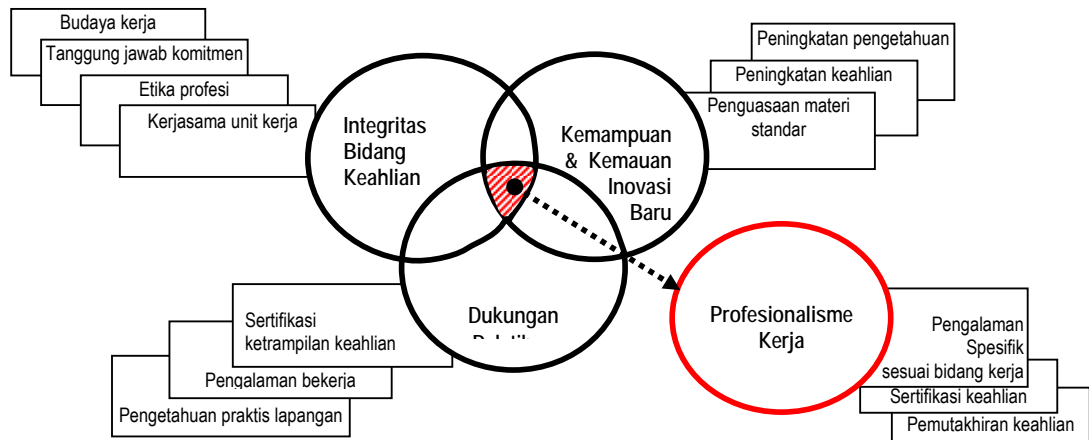 Budaya kerja
Tanggung jawab komitmen
Etika profesi
Kerjasama unit kerja
Integritas
Bidang
Keahlian
Kemampuan
& Kemauan
Inovasi
Baru
Peningkatan pengetahuan
Peningkatan keahlian
Penguasaan materi
standar
Dukungan
Sertifikasi
ketrampilan keahlian
Pengalaman bekerja
Pengetahuan praktis lapangan
Profesionalisme
Kerja
Pengalaman
Spesifik
sesuai bidang kerja
Sertifikasi keahlian
Pemutakhiran keahlian